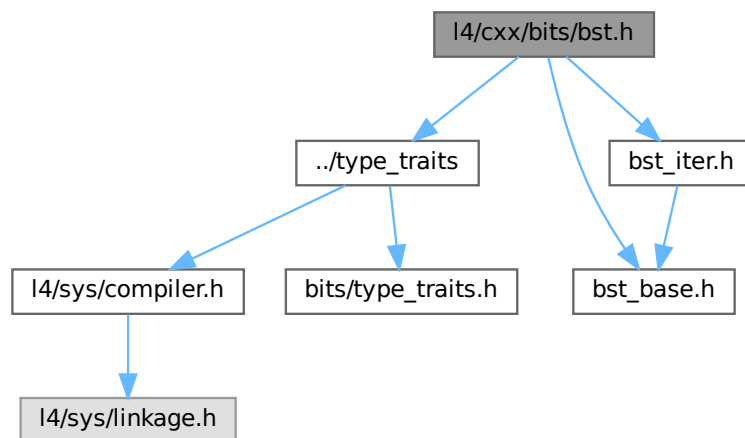 l4/cxx/bits/bst.h
../type_traits
bst_iter.h
l4/sys/compiler.h
bits/type_traits.h
bst_base.h
l4/sys/linkage.h